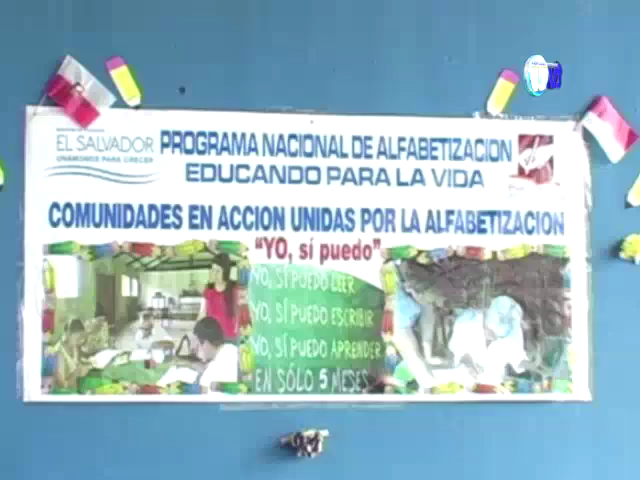 EL SALVADOR
UNAMONOS PARA CRECER
PROGRAMA NACIONAL DE ALFABETIZACION
EDUCANDO PARA LA VIDA
COMUNIDADES EN ACCION UNIDAS POR LA ALFABETIZACION
"YO, sí puedo"
YO, SÍ PUEDO LEER
YO, SÍ PUEDO ESCRIBIR
YO, SÍ PUEDO APRENDER
EN SÓLO 5 MESES